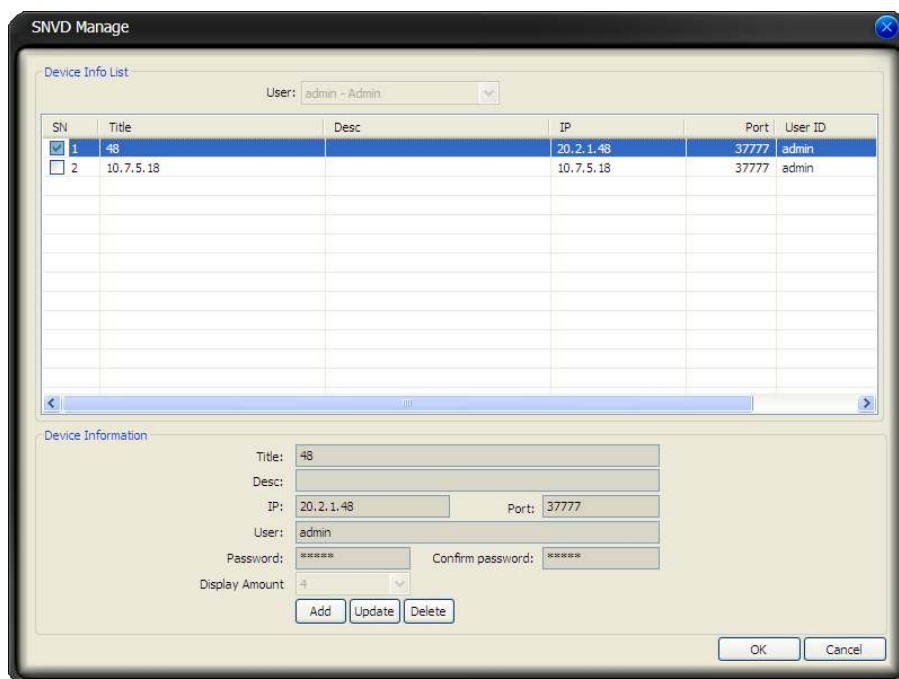 SNVD Manage
Device Info List
User: admin - Admin
SN Title Desc IP Port User ID
1 48 20.2.1.48 37777 admin
2 10.7.5.18 10.7.5.18 37777 admin
Device Information
Title: 48
Desc:
IP: 20.2.1.48 Port: 37777
User: admin
Password: ***** Confirm password: *****
Display Amount 4
Add Update Delete
OK Cancel